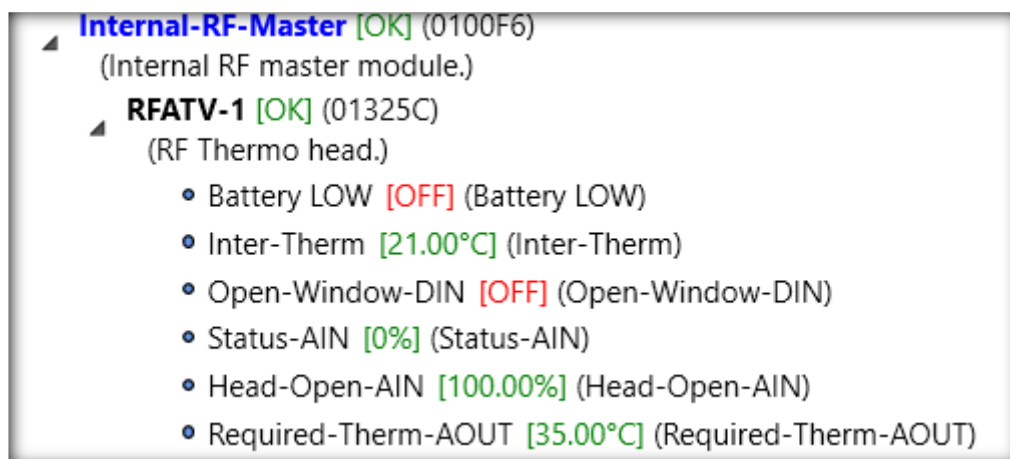 Internal-RF-Master [OK] (0100F6)
(Internal RF master module.)
RFATV-1 [OK] (01325C)
(RF Thermo head.)
Battery LOW [OFF] (Battery LOW)
Inter-Therm [21.00°C] (Inter-Therm)
Open-Window-DIN [OFF] (Open-Window-DIN)
Status-AIN [0%] (Status-AIN)
Head-Open-AIN [100.00%] (Head-Open-AIN)
Required-Therm-AOUT [35.00°C] (Required-Therm-AOUT)